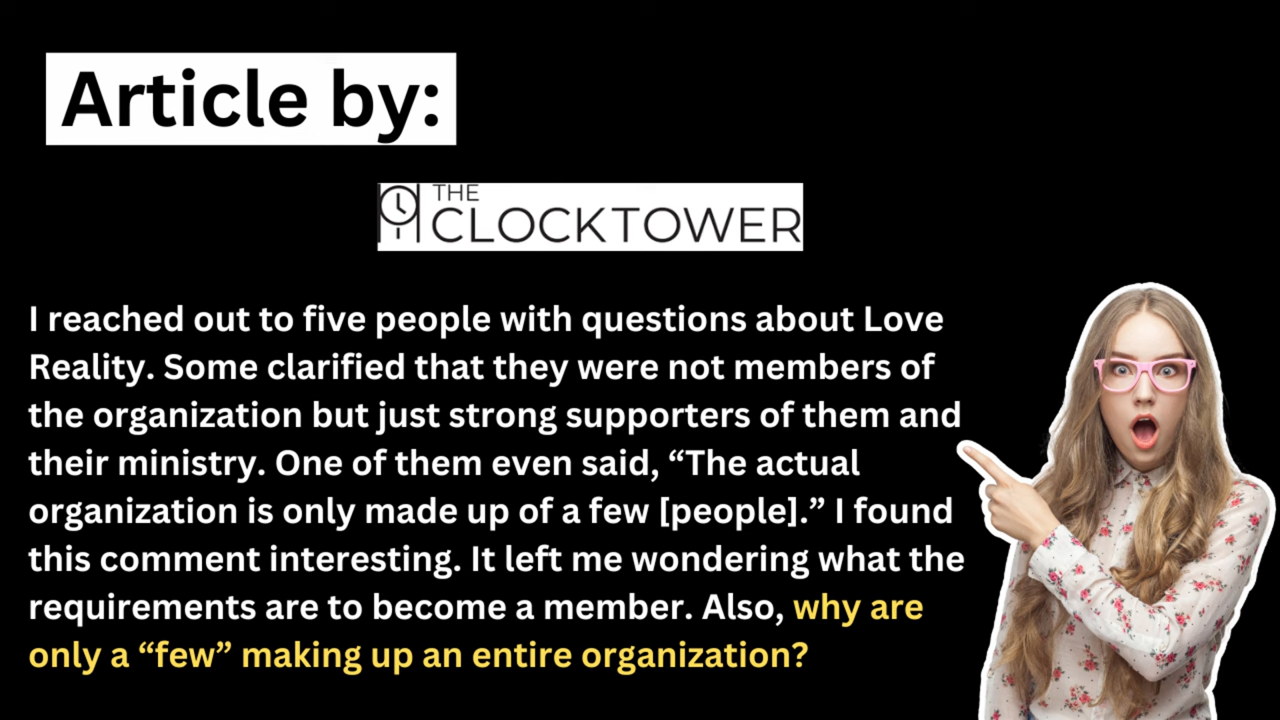 Article by:
THE
CLOCKTOWER
I reached out to five people with questions about Love
Reality. Some clarified that they were not members of
the organization but just strong supporters of them and
their ministry. One of them even said, “The actual
organization is only made up of a few [people].” I found
this comment interesting. It left me wondering what the
requirements are to become a member. Also, why are
only a “few” making up an entire organization?